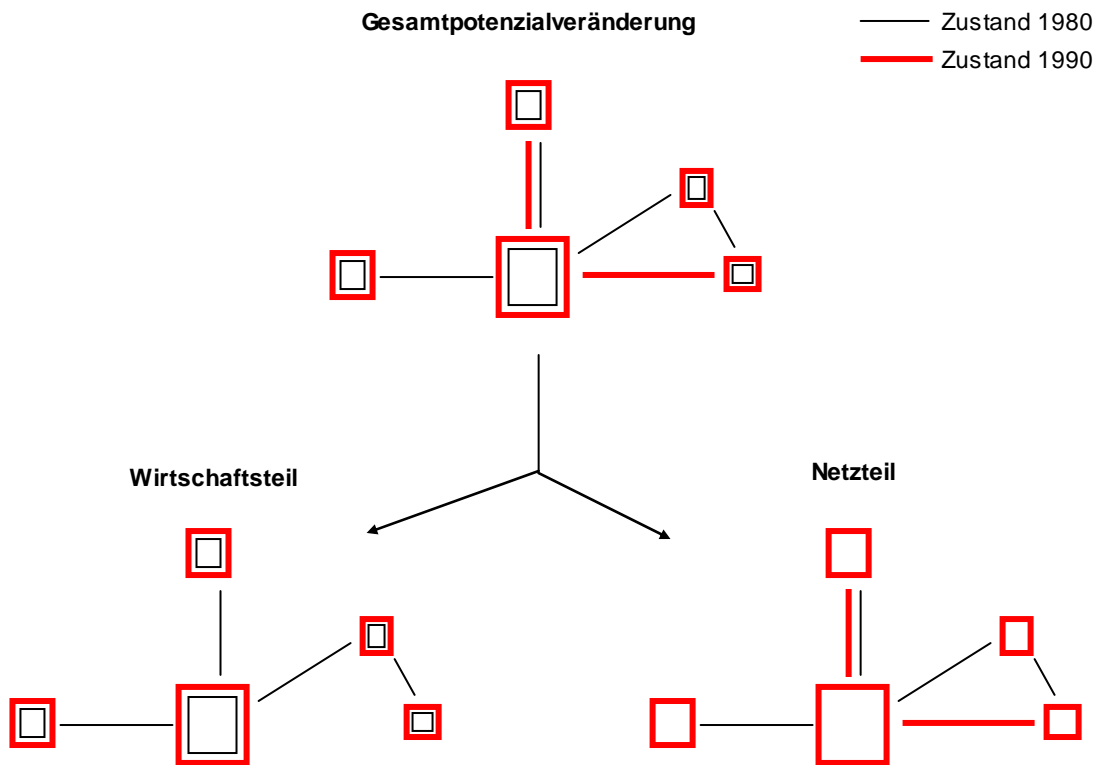 Gesamtpotenzialveränderung
Zustand 1980
Zustand 1990
Wirtschaftsteil
Netzteil